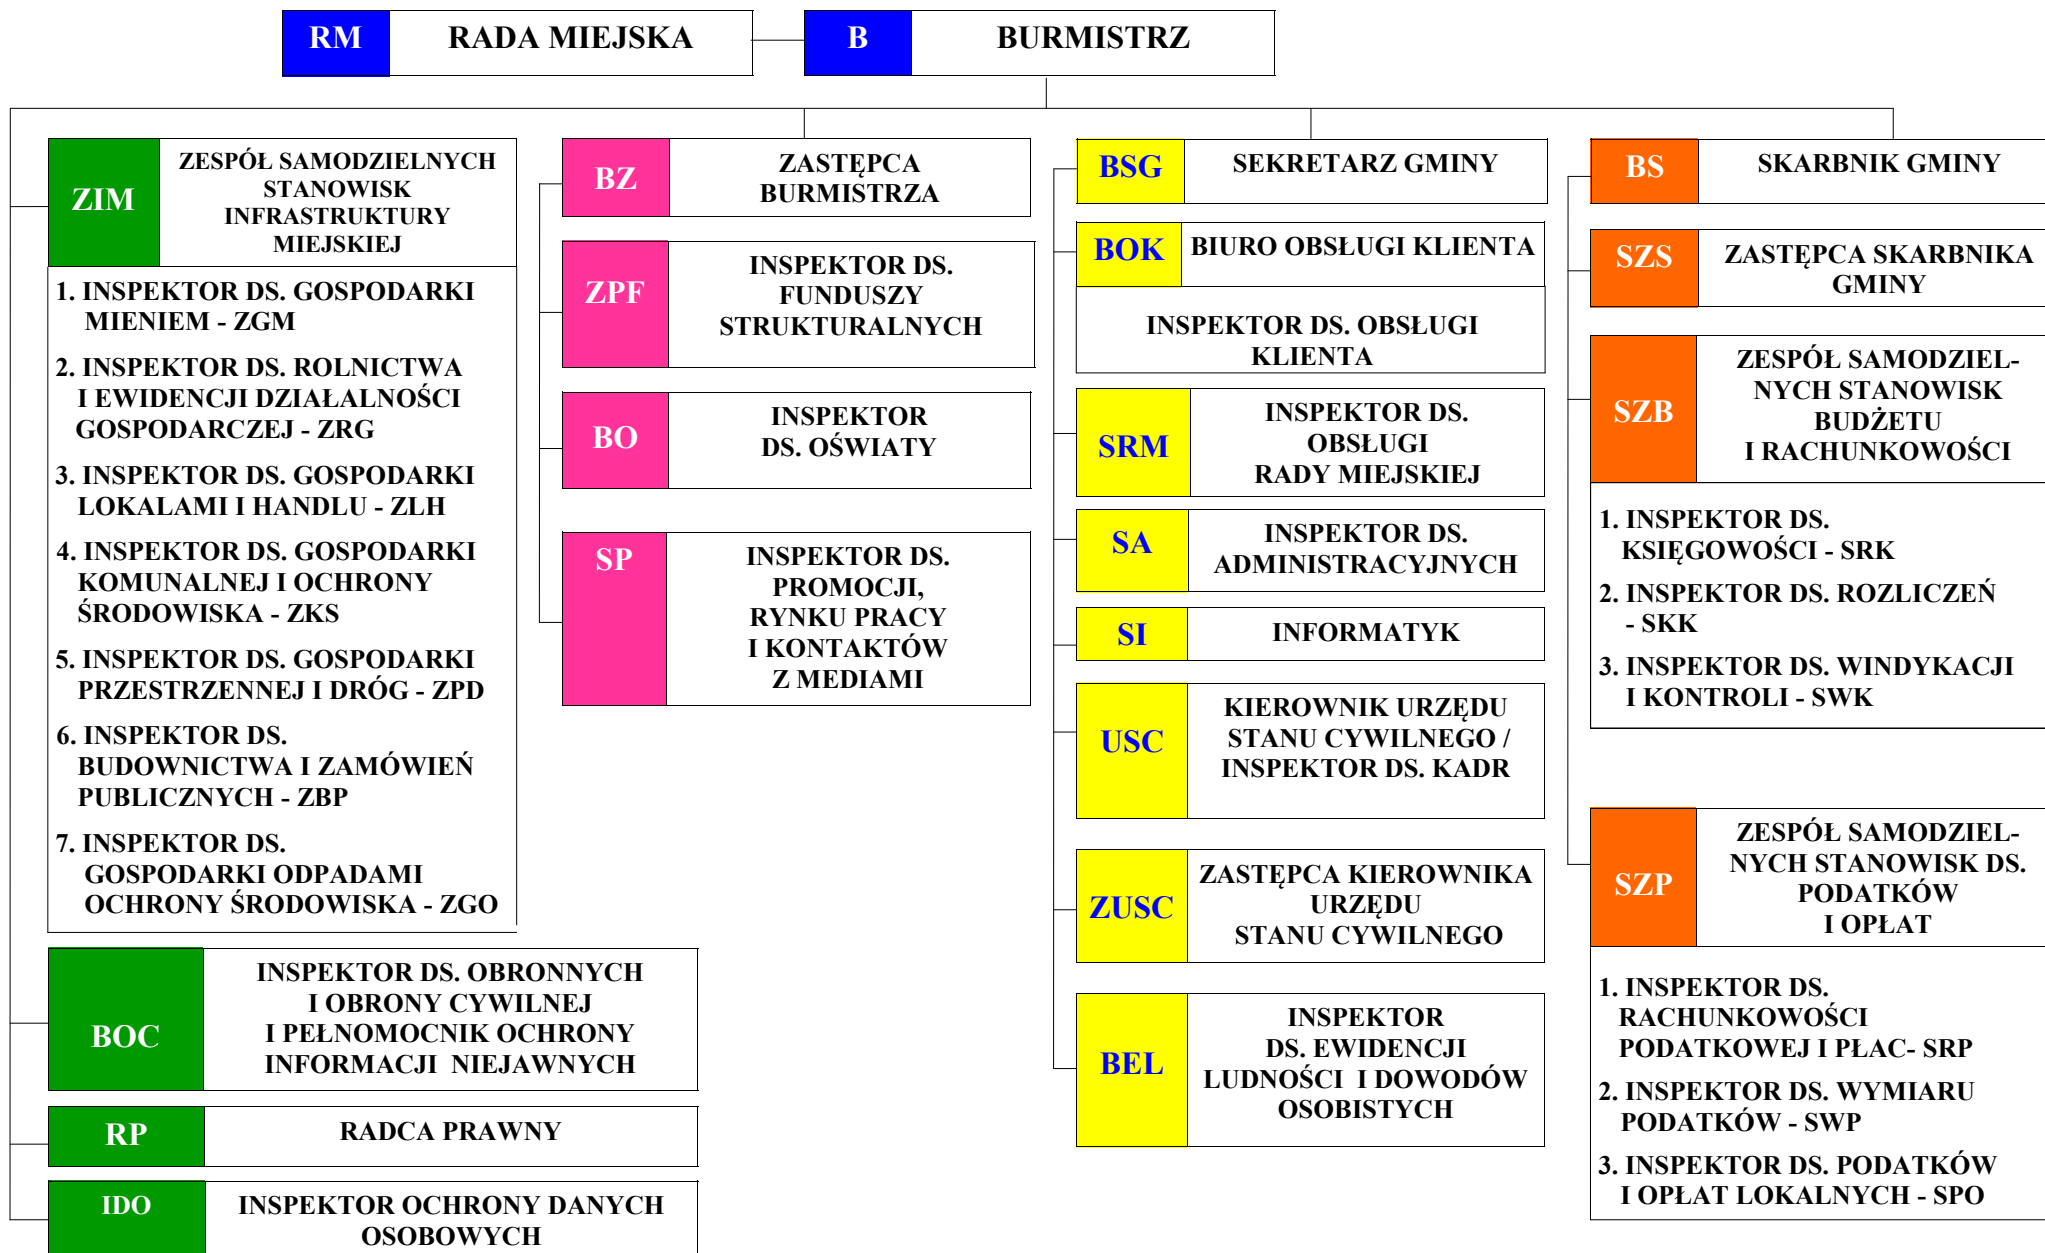 RM RADA MIEJSKA
B BURMISTRZ
ZIM
ZESPÓŁ SAMODZIELNYCH
STANOWISK
INFRASTRUKTURY
MIEJSKIEJ
1. INSPEKTOR DS. GOSPODARKI
MIENIEM - ZGM
2. INSPEKTOR DS. ROLNICTWA
I EWIDENCJI DZIAŁALNOŚCI
GOSPODARCZEJ - ZRG
3. INSPEKTOR DS. GOSPODARKI
LOKALAMI I HANDLU - ZLH
4. INSPEKTOR DS. GOSPODARKI
KOMUNALNEJ I OCHRONY
ŚRODOWISKA - ZKS
5. INSPEKTOR DS. GOSPODARKI
PRZESTRZENNEJ I DRÓG - ZPD
6. INSPEKTOR DS.
BUDOWNICTWA I ZAMÓWIEŃ
PUBLICZNYCH - ZBP
7. INSPEKTOR DS.
GOSPODARKI ODPADAMI
OCHRONY ŚRODOWISKA - ZGO
BOC
INSPEKTOR DS. OBRONNYCH
I OBRONY CYWILNEJ
I PEŁNOMOCNIK OCHRONY
INFORMACJI NIEJAWNYCH
RP RADCA PRAWNY
IDO
INSPEKTOR OCHRONY DANYCH
OSOBOWYCH
BZ
ZASTĘPCA
BURMISTRZA
ZPF
INSPEKTOR DS.
FUNDUSZY
STRUKTURALNYCH
BO
INSPEKTOR
DS. OŚWIATY
SP
INSPEKTOR DS.
PROMOCJI,
RYNKU PRACY
I KONTAKTÓW
Z MEDIAMI
BSG SEKRETARZ GMINY
BOK BIURO OBSŁUGI KLIENTA
INSPEKTOR DS. OBSŁUGI
KLIENTA
SRM
INSPEKTOR DS.
OBSŁUGI
RADY MIEJSKIEJ
SA
INSPEKTOR DS.
ADMINISTRACYJNYCH
SI INFORMATYK
USC
KIEROWNIK URZĘDU
STANU CYWILNEGO /
INSPEKTOR DS. KADR
ZUSC
ZASTĘPCA KIEROWNIKA
URZĘDU
STANU CYWILNEGO
BEL
INSPEKTOR
DS. EWIDENCJI
LUDNOŚCI I DOWODÓW
OSOBISTYCH
BS SKARBNIK GMINY
SZS
ZASTĘPCA SKARBNIKA
GMINY
SZB
ZESPÓŁ SAMODZIEL-
NYCH STANOWISK
BUDŻETU
I RACHUNKOWOŚCI
1. INSPEKTOR DS.
KSIĘGOWOŚCI - SRK
2. INSPEKTOR DS. ROZLICZEŃ
- SKK
3. INSPEKTOR DS. WINDYKACJI
I KONTROLI - SWK
SZP
ZESPÓŁ SAMODZIEL-
NYCH STANOWISK DS.
PODATKÓW
I OPŁAT
1. INSPEKTOR DS.
RACHUNKOWOŚCI
PODATKOWEJ I PŁAC- SRP
2. INSPEKTOR DS. WYMIARU
PODATKÓW - SWP
3. INSPEKTOR DS. PODATKÓW
I OPŁAT LOKALNYCH - SPO